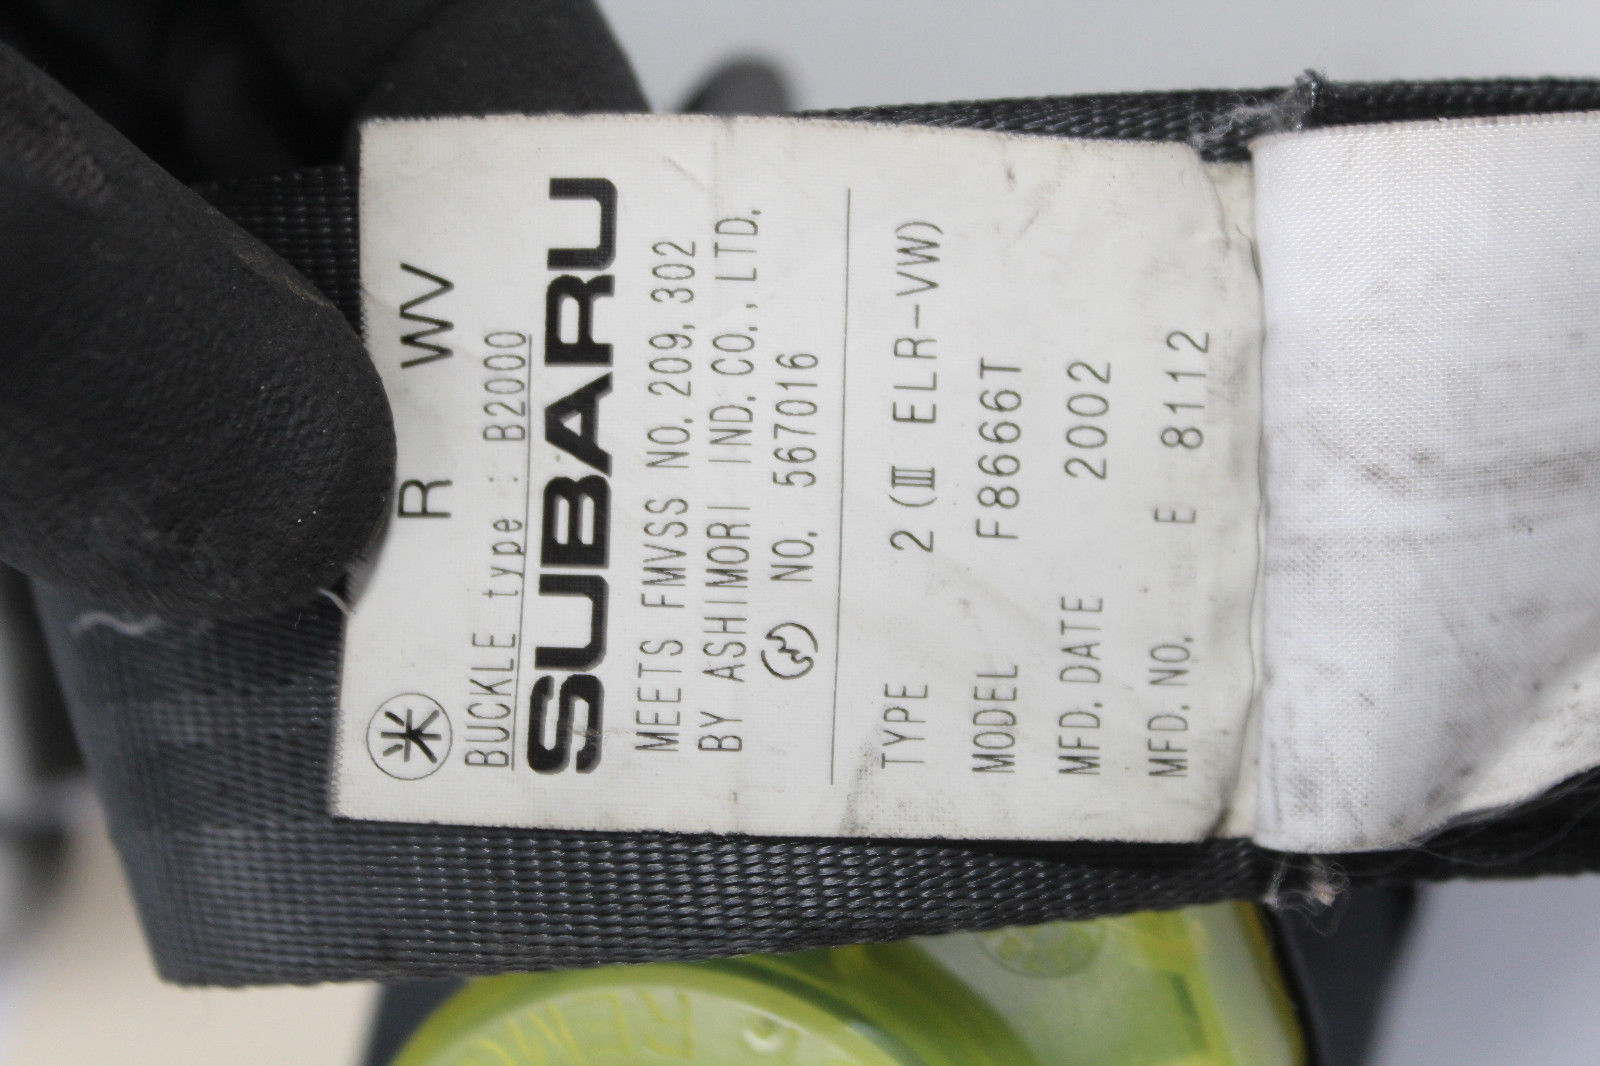 米 R WV
BUCKLE type : B2000
SUBARU
MEETS FMVSS NO. 209, 302
BY ASHIMORI IND. CO., LTD.
NO. 567016
TYPE 2 (Ⅲ ELR-VW)
MODEL F8666T
MFD. DATE 2002
MFD. NO. E 8112